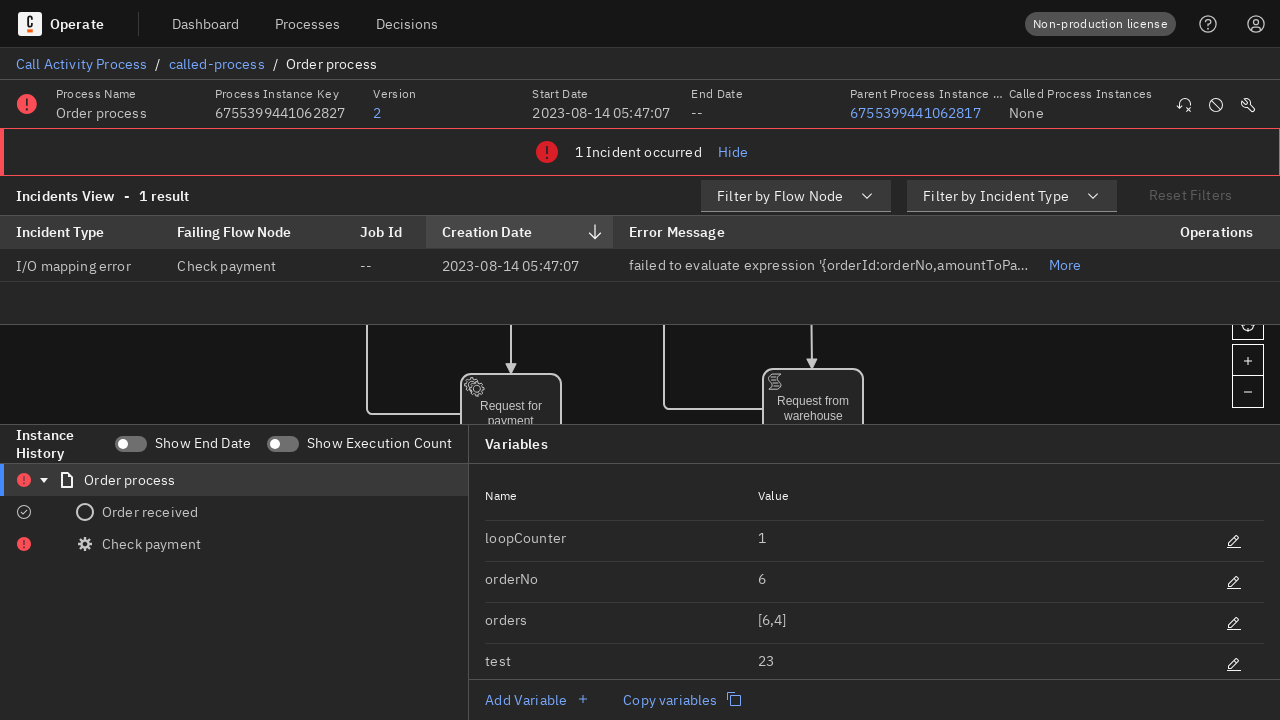 Operate
Dashboard
Processes
Decisions
Non-production license
Call Activity Process / called-process / Order process
Process Name
Process Instance Key
Version
Start Date
End Date
Parent Process Instance ...
Called Process Instances
Order process
6755399441062827
2
2023-08-14 05:47:07
--
6755399441062817
None
1 Incident occurred
Hide
Incidents View - 1 result
Filter by Flow Node
Filter by Incident Type
Reset Filters
Incident Type
Failing Flow Node
Job Id
Creation Date
Error Message
Operations
I/O mapping error
Check payment
--
2023-08-14 05:47:07
failed to evaluate expression '{orderId:orderNo,amountToPa...
More
Request for
payment
Request from
warehouse
Instance
History
Show End Date
Show Execution Count
Order process
Order received
Check payment
Variables
Name
Value
loopCounter
1
orderNo
6
orders
[6,4]
test
23
Add Variable
Copy variables